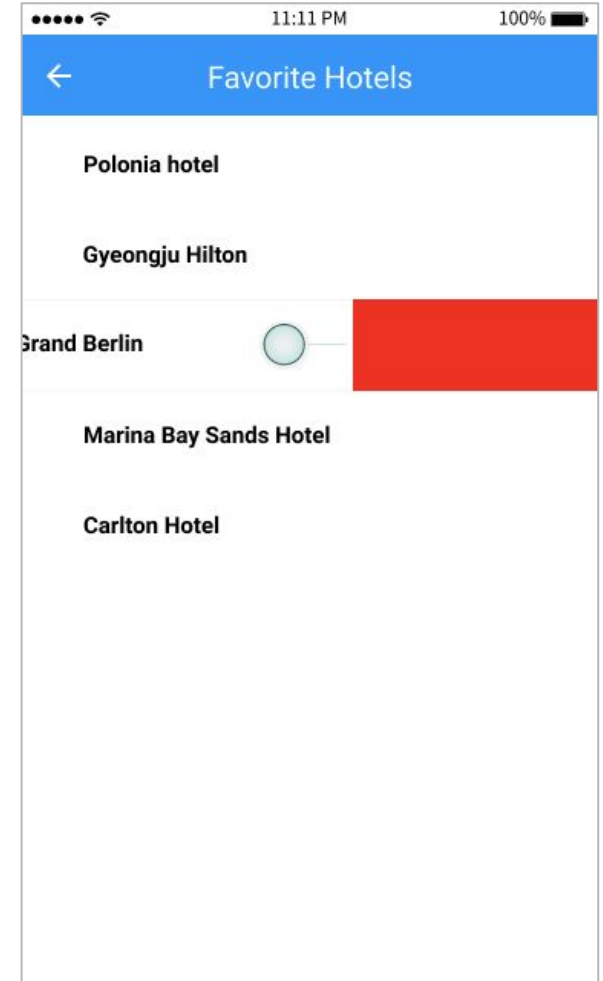 11:11 PM 100%
Favorite Hotels
Polonia hotel
Gyeongju Hilton
Grand Berlin
Marina Bay Sands Hotel
Carlton Hotel